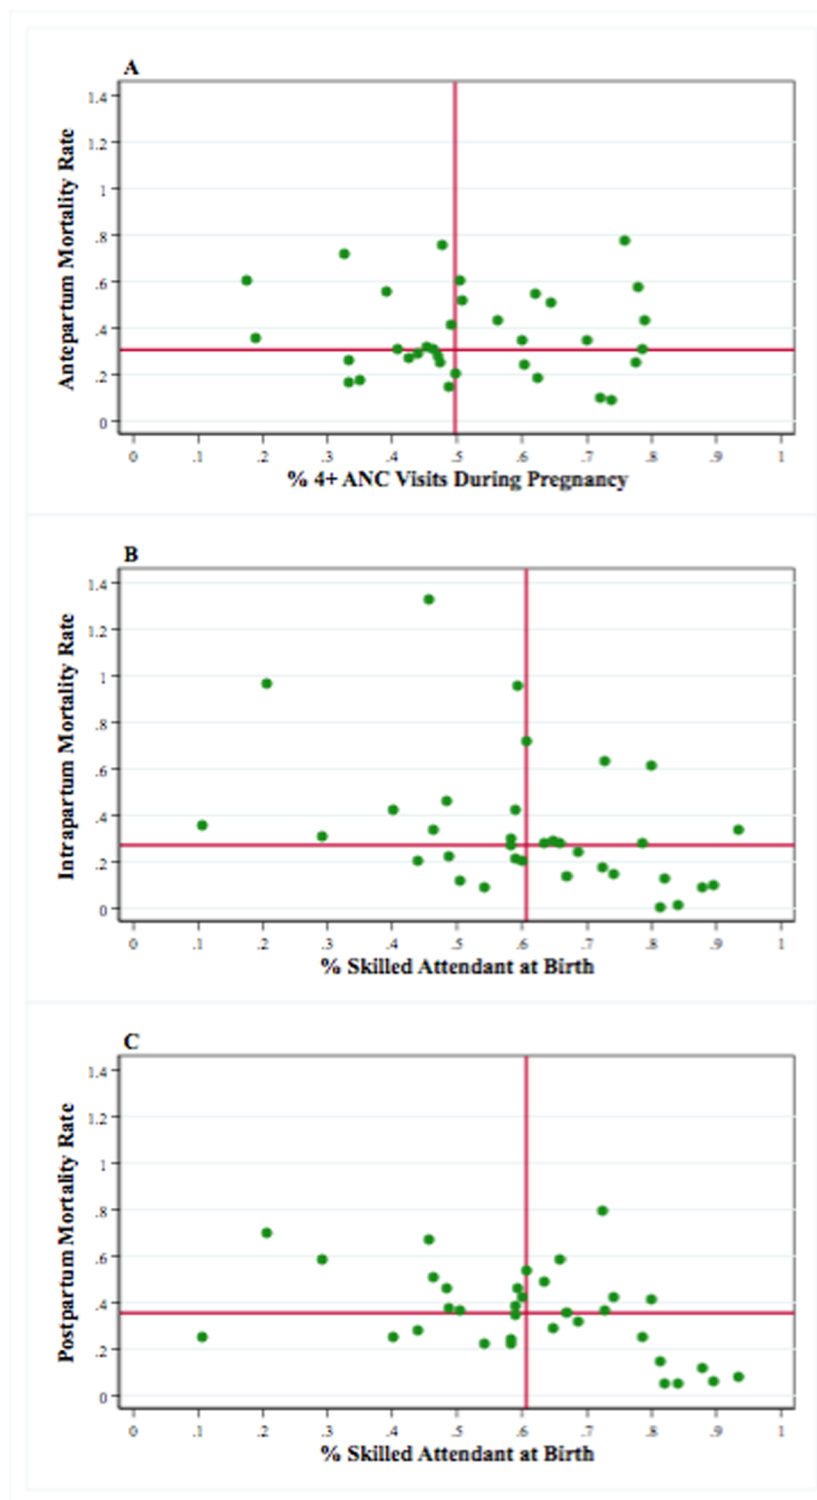 A
Antepartum Mortality Rate
1.4
1.2
1
.8
.6
.4
.2
0
0 .1 .2 .3 .4 .5 .6 .7 .8 .9 1
% 4+ ANC Visits During Pregnancy
B
Intrapartum Mortality Rate
1.4
1.2
1
.8
.6
.4
.2
0
0 .1 .2 .3 .4 .5 .6 .7 .8 .9 1
% Skilled Attendant at Birth
C
Postpartum Mortality Rate
1.4
1.2
1
.8
.6
.4
.2
0
0 .1 .2 .3 .4 .5 .6 .7 .8 .9 1
% Skilled Attendant at Birth